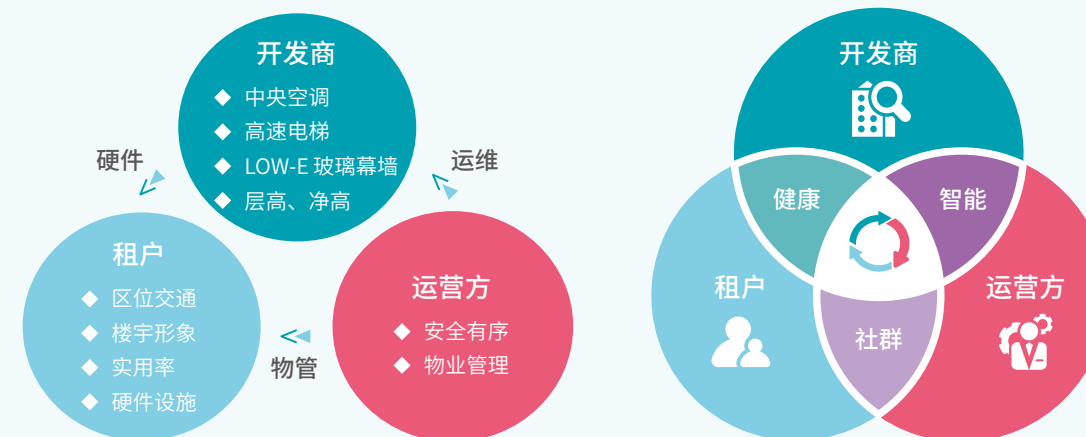 开发商
◆ 中央空调
◆ 高速电梯
◆ LOW-E 玻璃幕墙
◆ 层高、净高
硬件
运维
租户
◆ 区位交通
◆ 楼宇形象
◆ 实用率
◆ 硬件设施
运营方
◆ 安全有序
◆ 物业管理
物管
开发商
健康
智能
租户
运营方
社群